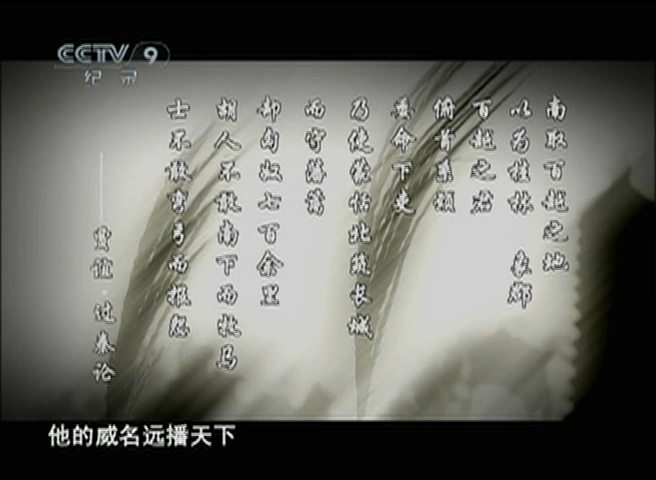 CCTV 9
纪录
南取百越之地
以为桂林 象郡
百越之君
俯首系颈
委命下吏
乃使蒙恬北筑长城
而守藩篱
却匈奴七百余里
胡人不敢南下而牧马
士不敢弯弓而报怨
——贾谊·过秦论
他的威名远播天下